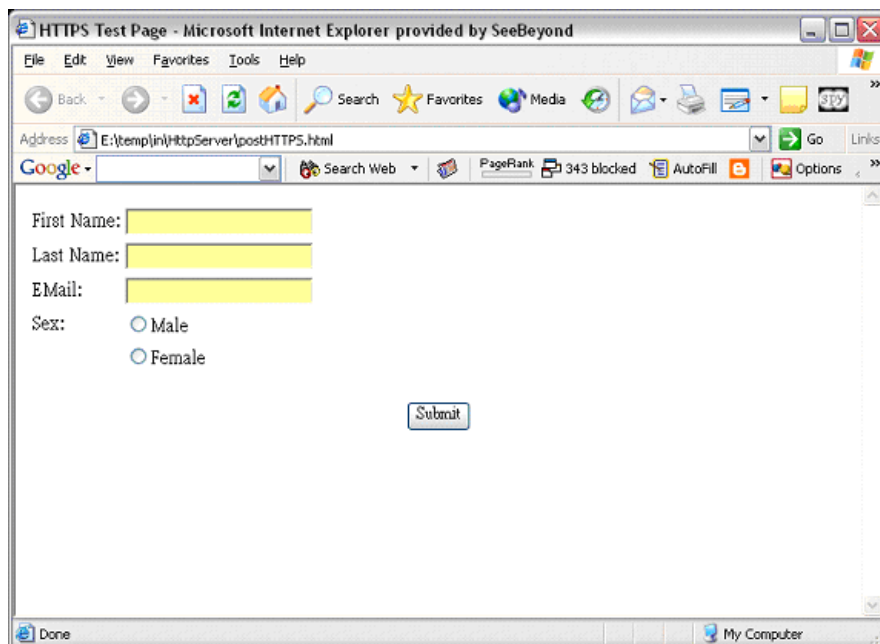 HTTPS Test Page - Microsoft Internet Explorer provided by SeeBeyond
File Edit View Favorites Tools Help
Back Search Favorites Media spy »
Address E:\temp\in\HttpServer\postHTTPS.html Go Links
Google Search Web PageRank 343 blocked AutoFill Options »
First Name:
Last Name:
EMail:
Sex: Male
Female
Submit
Done My Computer